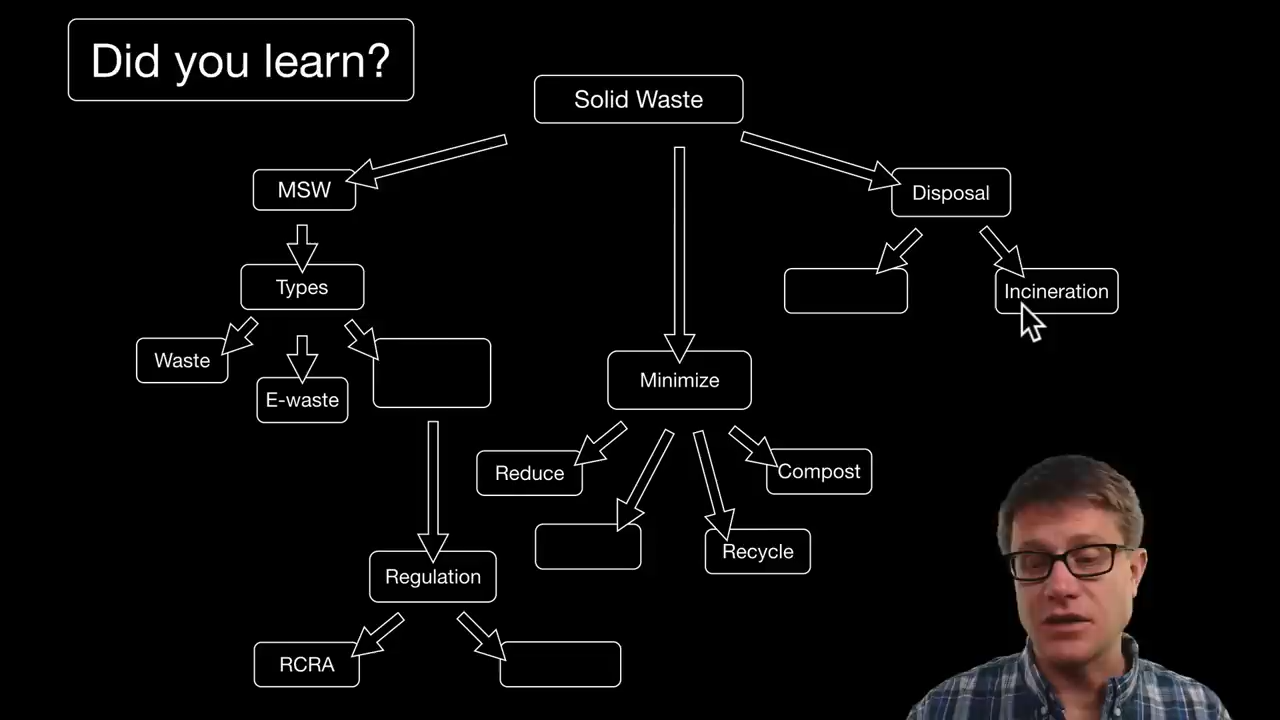 Did you learn?
Solid Waste
MSW
Disposal
Types
Incineration
Waste
E-waste
Minimize
Reduce
Compost
Recycle
Regulation
RCRA